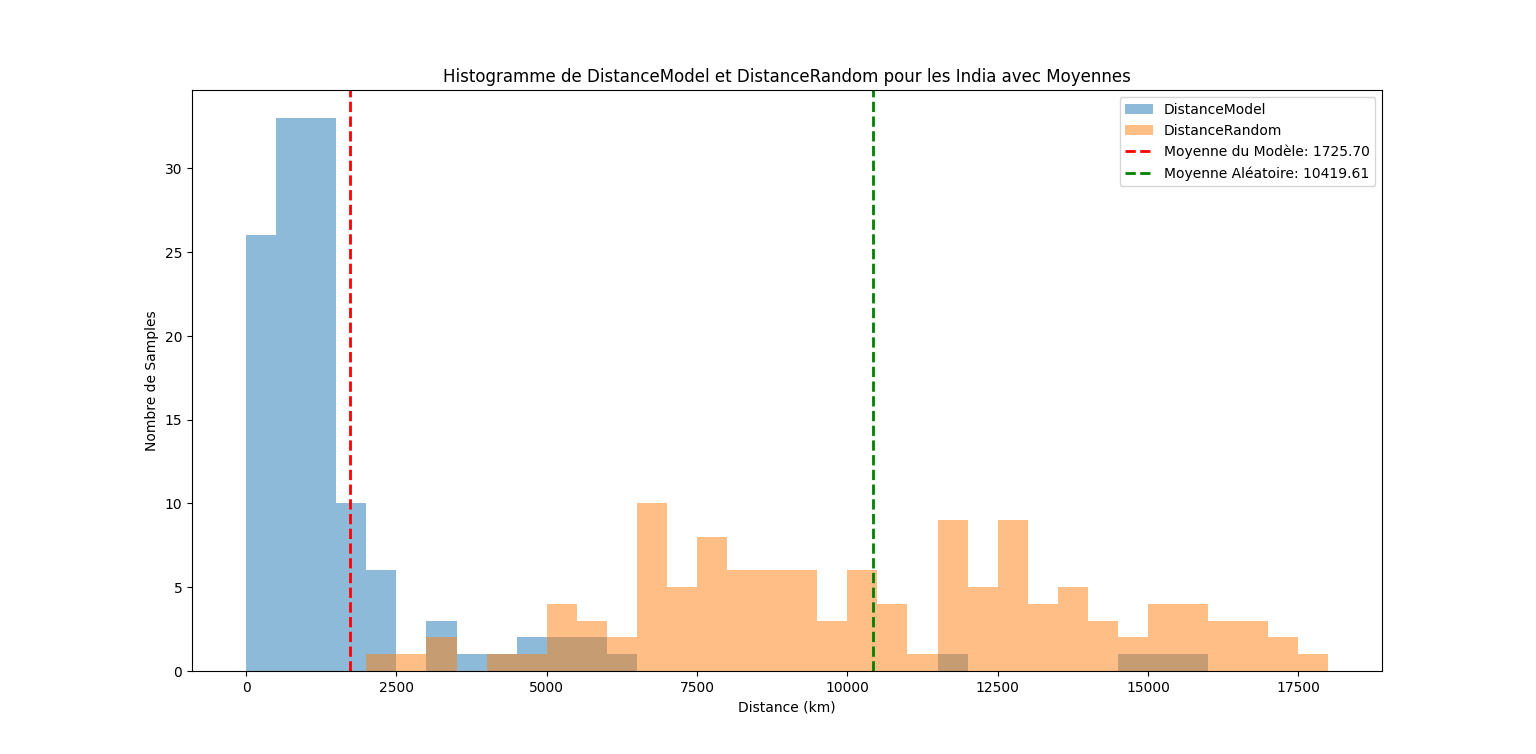 Histogramme de DistanceModel et DistanceRandom pour les India avec Moyennes
DistanceModel
DistanceRandom
Moyenne du Modèle: 1725.70
Moyenne Aléatoire: 10419.61
Nombre de Samples
30
25
20
15
10
5
0
0 2500 5000 7500 10000 12500 15000 17500
Distance (km)